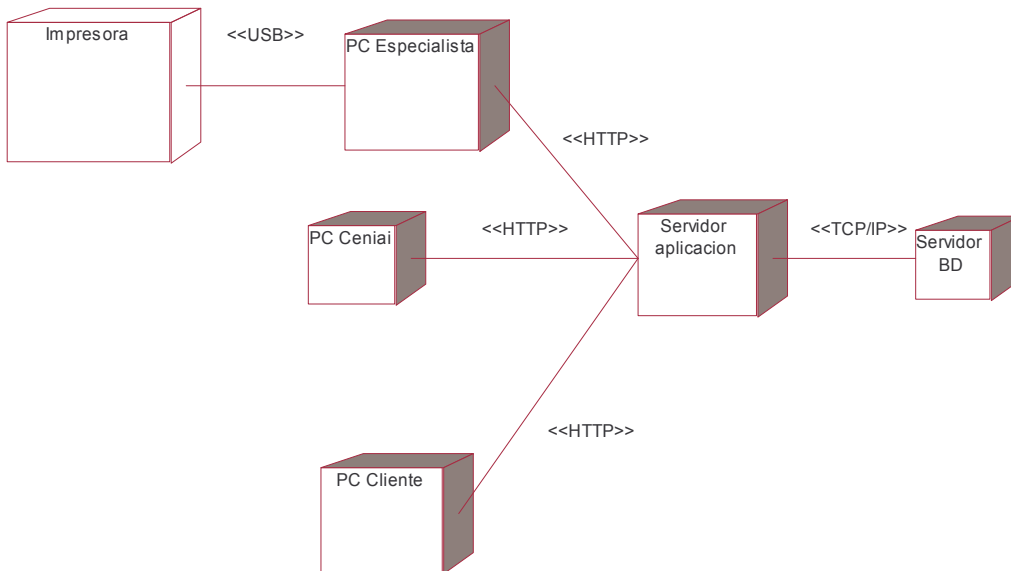 Impresora
<<USB>>
PC Especialista
<<HTTP>>
PC Ceniai
<<HTTP>>
Servidor
aplicacion
<<TCP/IP>>
Servidor
BD
<<HTTP>>
PC Cliente